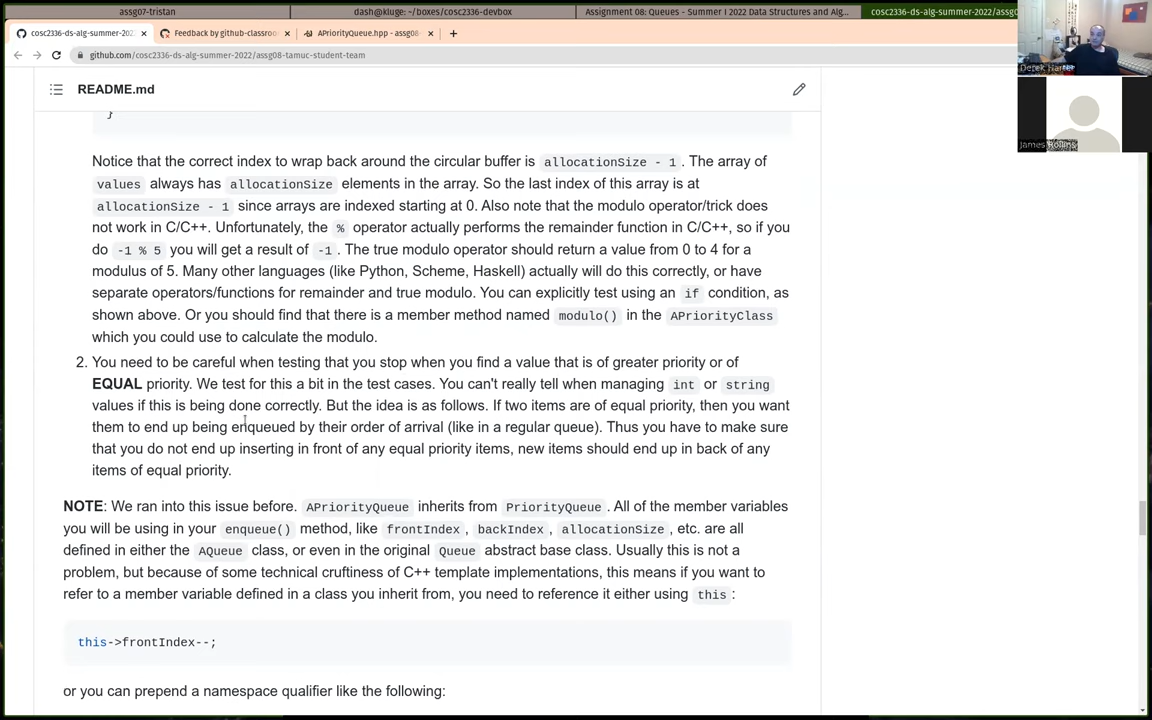 assg07-tristan
dash@kluge: ~/boxes/cosc2336-devbox
Assignment 08: Queues - Summer I 2022 Data Structures and Alg...
cosc2336-ds-alg-summer-2022/assg0
cosc2336-ds-alg-summer-202
Feedback by github-classroo
APriorityQueue.hpp - assg08-
github.com/cosc2336-ds-alg-summer-2022/assg08-tamuc-student-team
Derek Harter
James Rollins
README.md
}
Notice that the correct index to wrap back around the circular buffer is allocationSize - 1 . The array of
values always has allocationSize elements in the array. So the last index of this array is at
allocationSize - 1 since arrays are indexed starting at 0. Also note that the modulo operator/trick does
not work in C/C++. Unfortunately, the % operator actually performs the remainder function in C/C++, so if you
do -1 % 5 you will get a result of -1 . The true modulo operator should return a value from 0 to 4 for a
modulus of 5. Many other languages (like Python, Scheme, Haskell) actually will do this correctly, or have
separate operators/functions for remainder and true modulo. You can explicitly test using an if condition, as
shown above. Or you should find that there is a member method named modulo() in the APriorityClass
which you could use to calculate the modulo.
2. You need to be careful when testing that you stop when you find a value that is of greater priority or of
EQUAL priority. We test for this a bit in the test cases. You can't really tell when managing int or string
values if this is being done correctly. But the idea is as follows. If two items are of equal priority, then you want
them to end up being enqueued by their order of arrival (like in a regular queue). Thus you have to make sure
that you do not end up inserting in front of any equal priority items, new items should end up in back of any
items of equal priority.
NOTE: We ran into this issue before. APriorityQueue inherits from PriorityQueue . All of the member variables
you will be using in your enqueue() method, like frontIndex , backIndex , allocationSize , etc. are all
defined in either the AQueue class, or even in the original Queue abstract base class. Usually this is not a
problem, but because of some technical cruftiness of C++ template implementations, this means if you want to
refer to a member variable defined in a class you inherit from, you need to reference it either using this :
this->frontIndex--;
or you can prepend a namespace qualifier like the following: